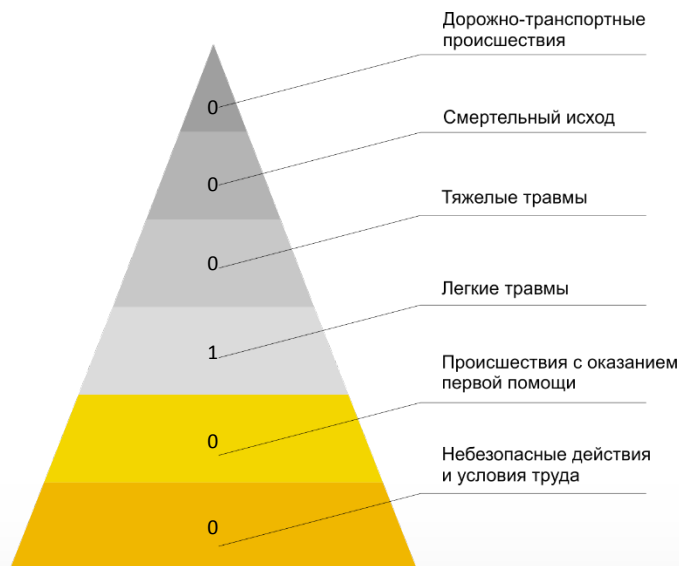 Дорожно-транспортные
происшествия
0
Смертельный исход
0
Тяжелые травмы
0
Легкие травмы
1
Происшествия с оказанием
первой помощи
0
Небезопасные действия
и условия труда
0